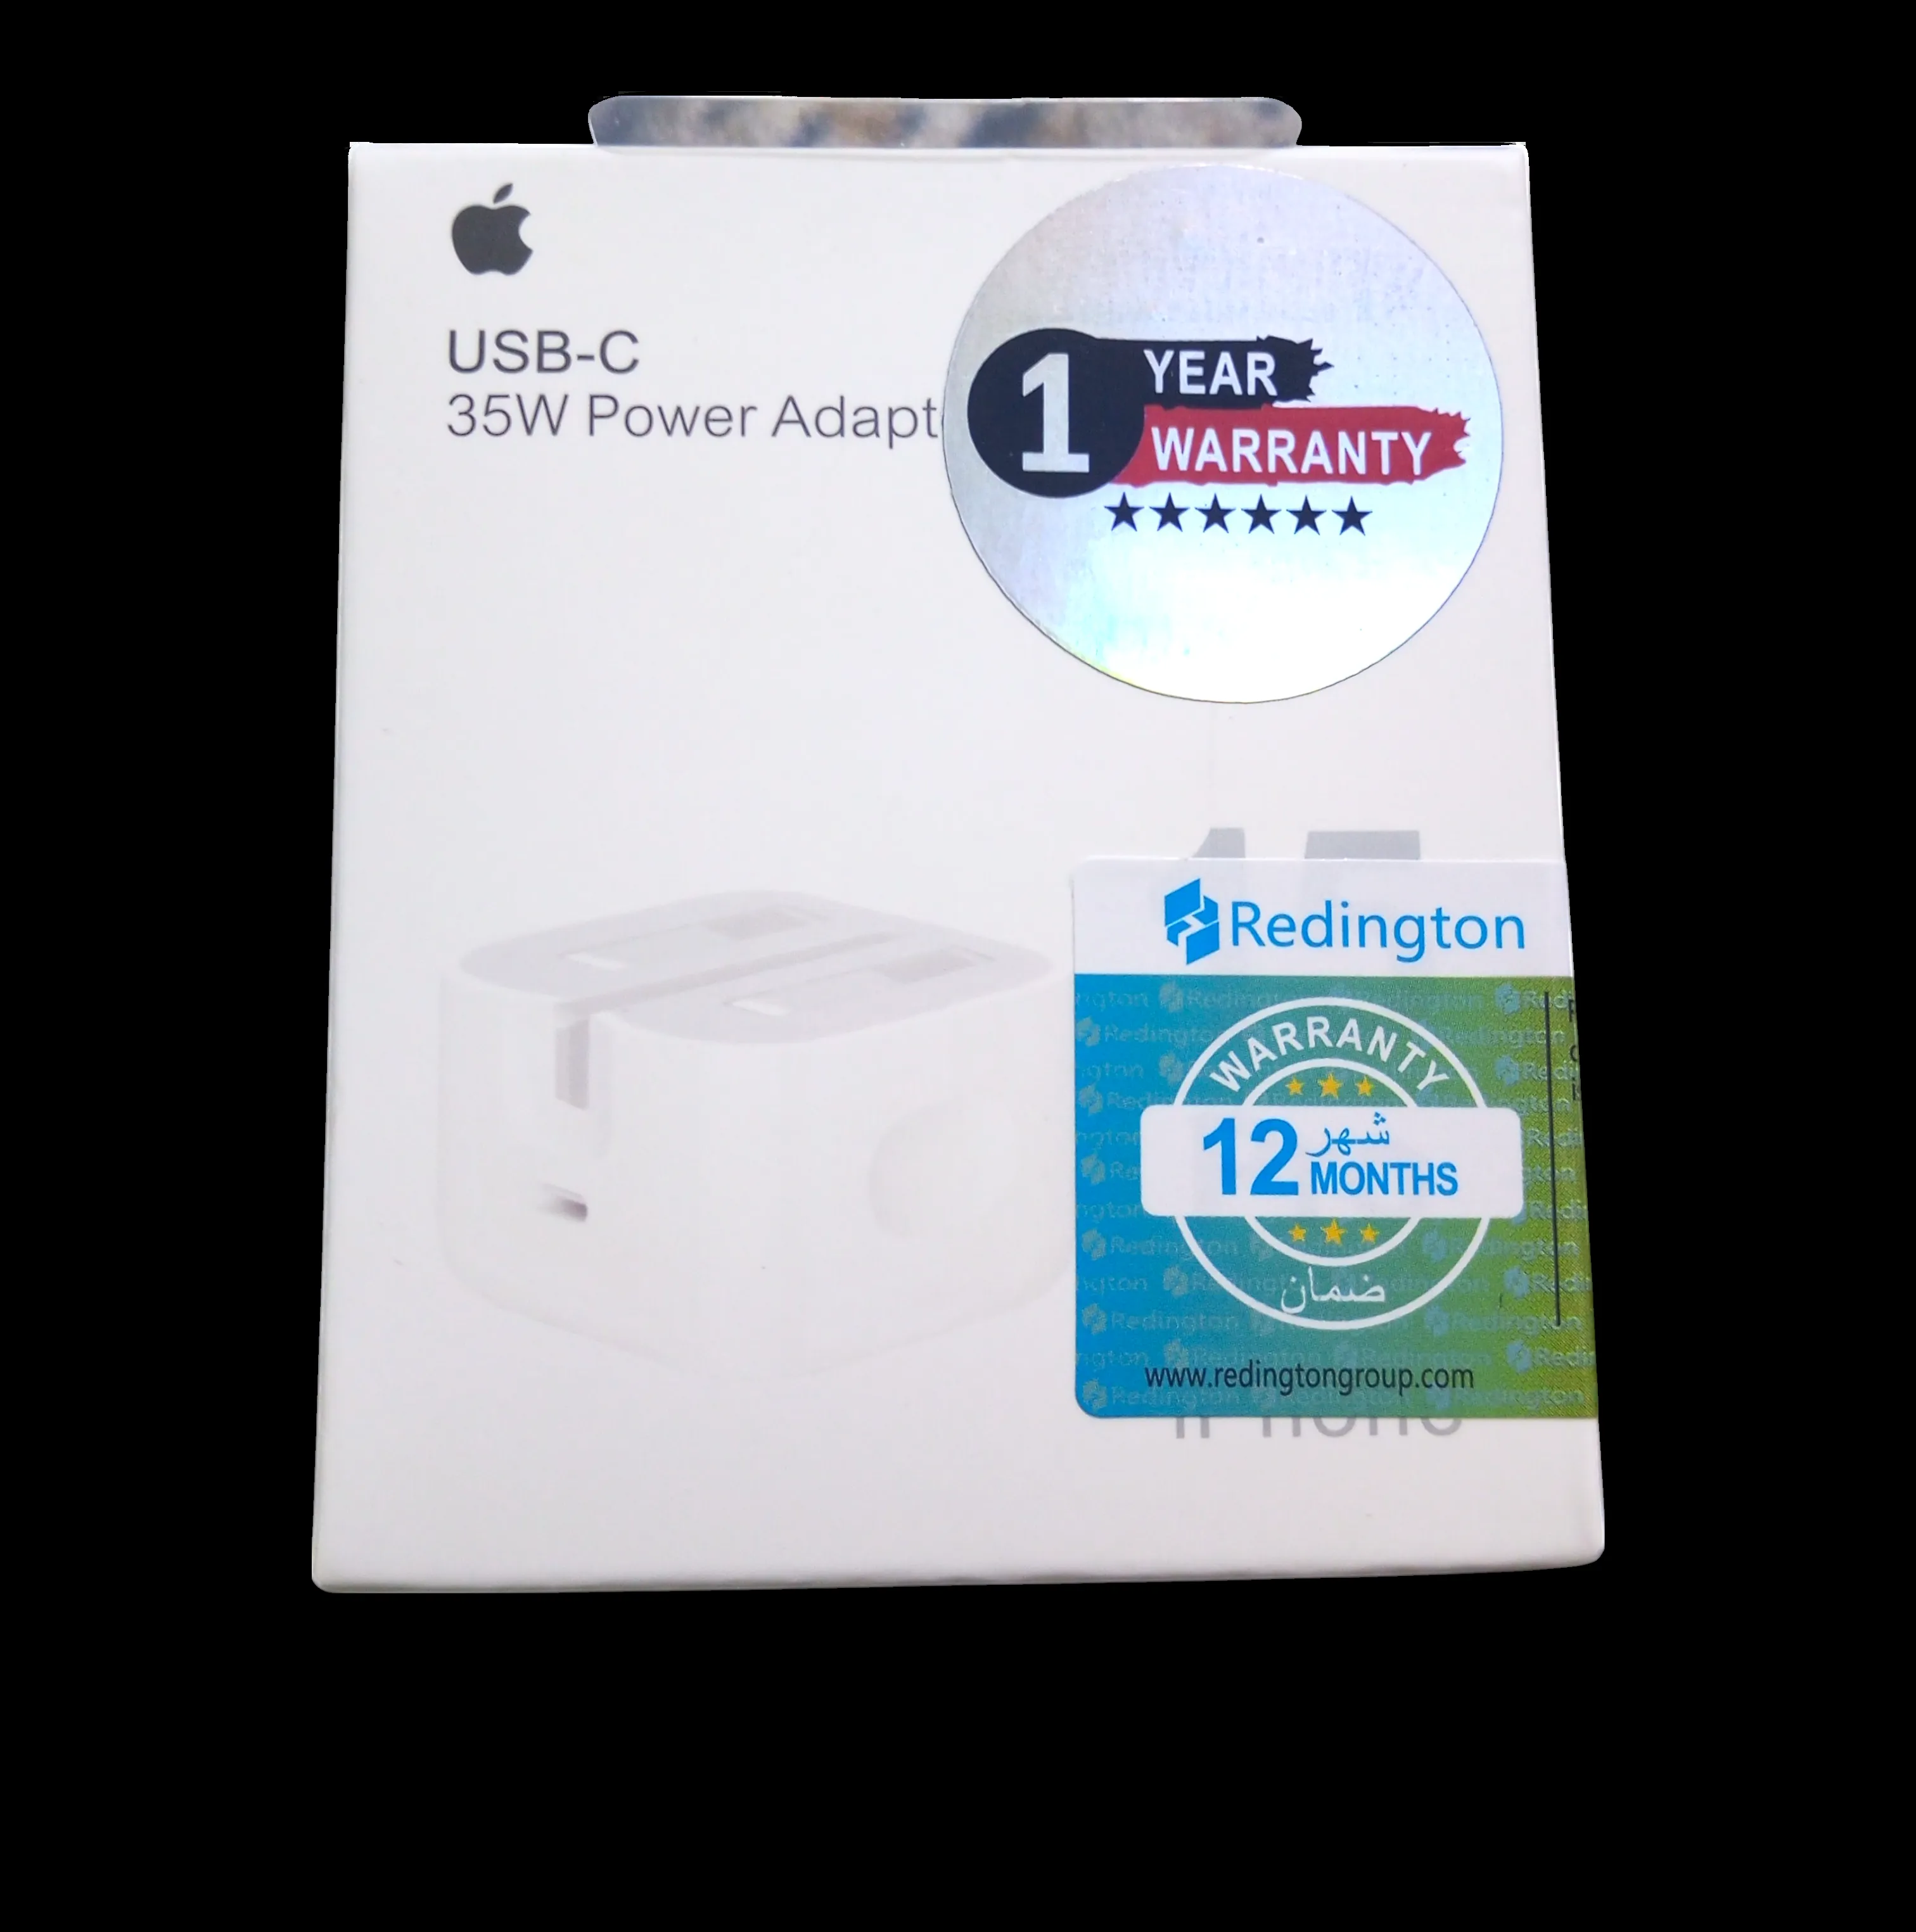 USB-C
35W Power Adapt
1 YEAR
WARRANTY
Redington
WARRANTY
12 شهر
MONTHS
ضمان
www.redingtongroup.com